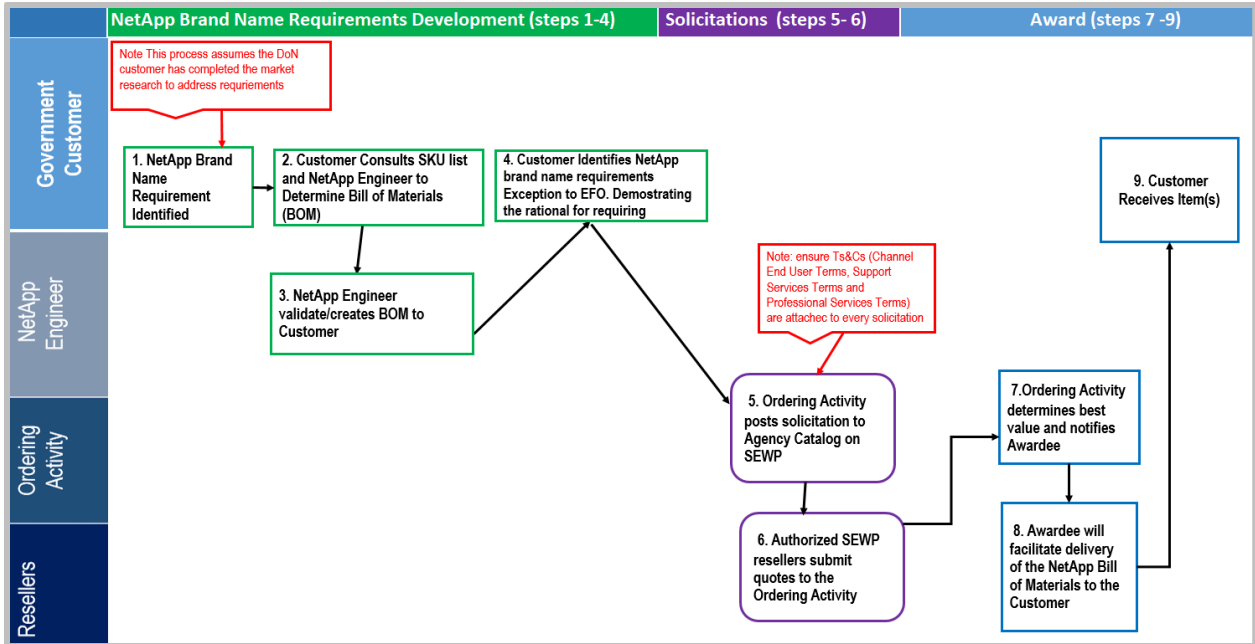 NetApp Brand Name Requirements Development (steps 1-4)
Solicitations (steps 5- 6)
Award (steps 7 -9)
Government
Customer
Note This process assumes the DoN
customer has completed the market
research to address requriements
1. NetApp Brand
Name
Requirement
Identified
2. Customer Consults SKU list
and NetApp Engineer to
Determine Bill of Materials
(BOM)
4. Customer Identifies NetApp
brand name requirements
Exception to EFO. Demostrating
the rational for requiring
9. Customer
Receives Item(s)
NetApp
Engineer
3. NetApp Engineer
validate/creates BOM to
Customer
Note: ensure Ts&Cs (Channel
End User Terms, Support
Services Terms and
Professional Services Terms)
are attachec to every solicitation
Ordering
Activity
5. Ordering Activity
posts solicitation to
Agency Catalog on
SEWP
7.Ordering Activity
determines best
value and notifies
Awardee
Resellers
6. Authorized SEWP
resellers submit
quotes to the
Ordering Activity
8. Awardee will
facilitate delivery
of the NetApp Bill
of Materials to the
Customer